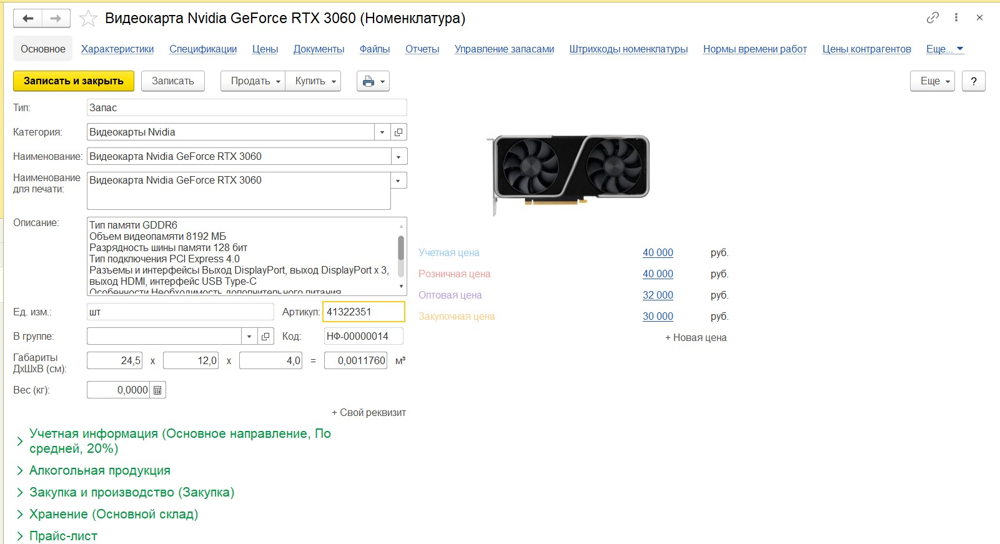 Видеокарта Nvidia GeForce RTX 3060 (Номенклатура)
Основное Характеристики Спецификации Цены Документы Файлы Отчеты Управление запасами Штрихкоды номенклатуры Нормы времени работ Цены контрагентов Еще...
Записать и закрыть Записать Продать Купить Еще ?
Тип: Запас
Категория: Видеокарты Nvidia
Наименование: Видеокарта Nvidia GeForce RTX 3060
Наименование для печати: Видеокарта Nvidia GeForce RTX 3060
Описание: Тип памяти GDDR6
Объем видеопамяти 8192 МБ
Разрядность шины памяти 128 бит
Тип подключения PCI Express 4.0
Разъемы и интерфейсы Выход DisplayPort, выход DisplayPort x 3,
выход HDMI, интерфейс USB Type-C
Особенности Необходимость дополнительного питания
Учетная цена 40 000 руб.
Розничная цена 40 000 руб.
Оптовая цена 32 000 руб.
Закупочная цена 30 000 руб.
+ Новая цена
Ед. изм.: шт Артикул: 41322351
В группе: Код: НФ-00000014
Габариты ДхШхВ (см): 24,5 x 12,0 x 4,0 = 0,0011760 м³
Вес (кг): 0,0000
+ Свой реквизит
Учетная информация (Основное направление, По
средней, 20%)
Алкогольная продукция
Закупка и производство (Закупка)
Хранение (Основной склад)
Прайс-лист